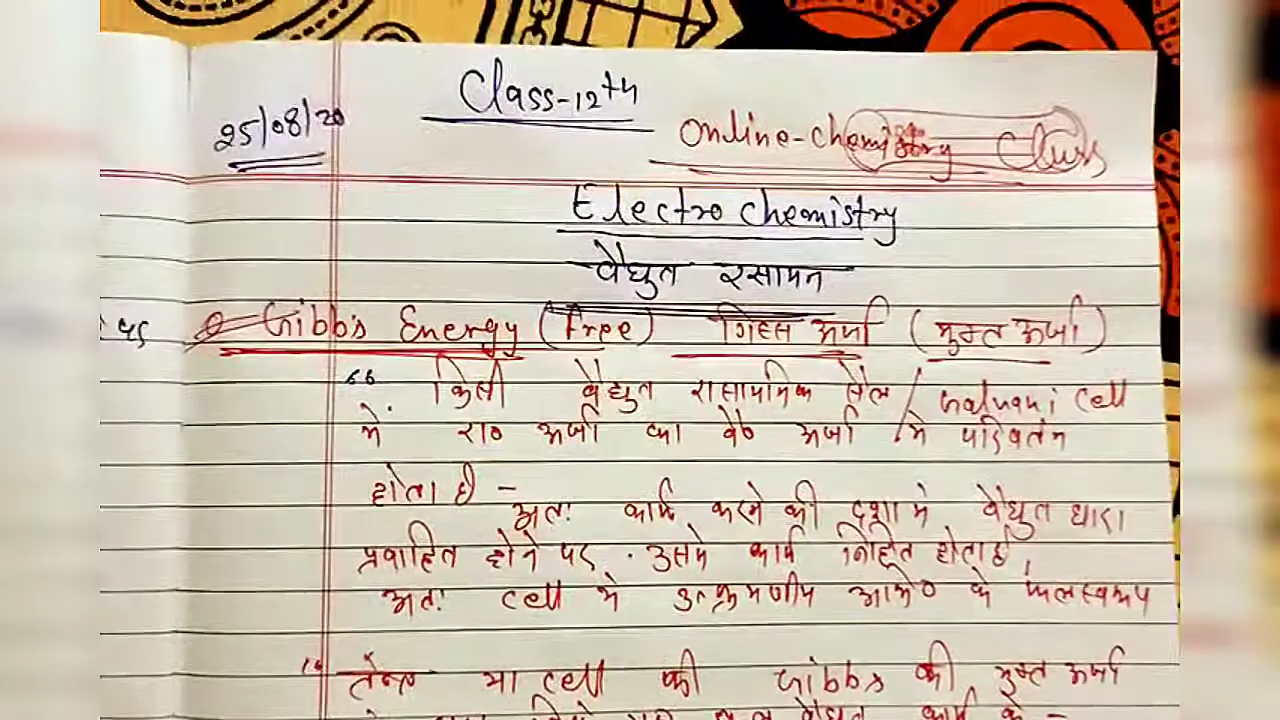 Class-12th
25/08/20
Online-chemistry Class
Electro chemistry
वैद्युत रसायन
Gibbs Energy (Free) गिब्स ऊर्जा (मुक्त ऊर्जा)
किसी वैद्युत रासायनिक सेल / Galvani cell
में रा० ऊर्जा का वै० ऊर्जा में परिवर्तन
होता है -
अतः कार्य करने की दशा में वैद्युत धारा
प्रवाहित होने पर उसमे कार्य निहित होता है,
अतः cell मे उत्क्रमणीय के फलस्वरूप
या cell की Gibbs की मुक्त ऊर्जा
वैद्युत कार्य के -